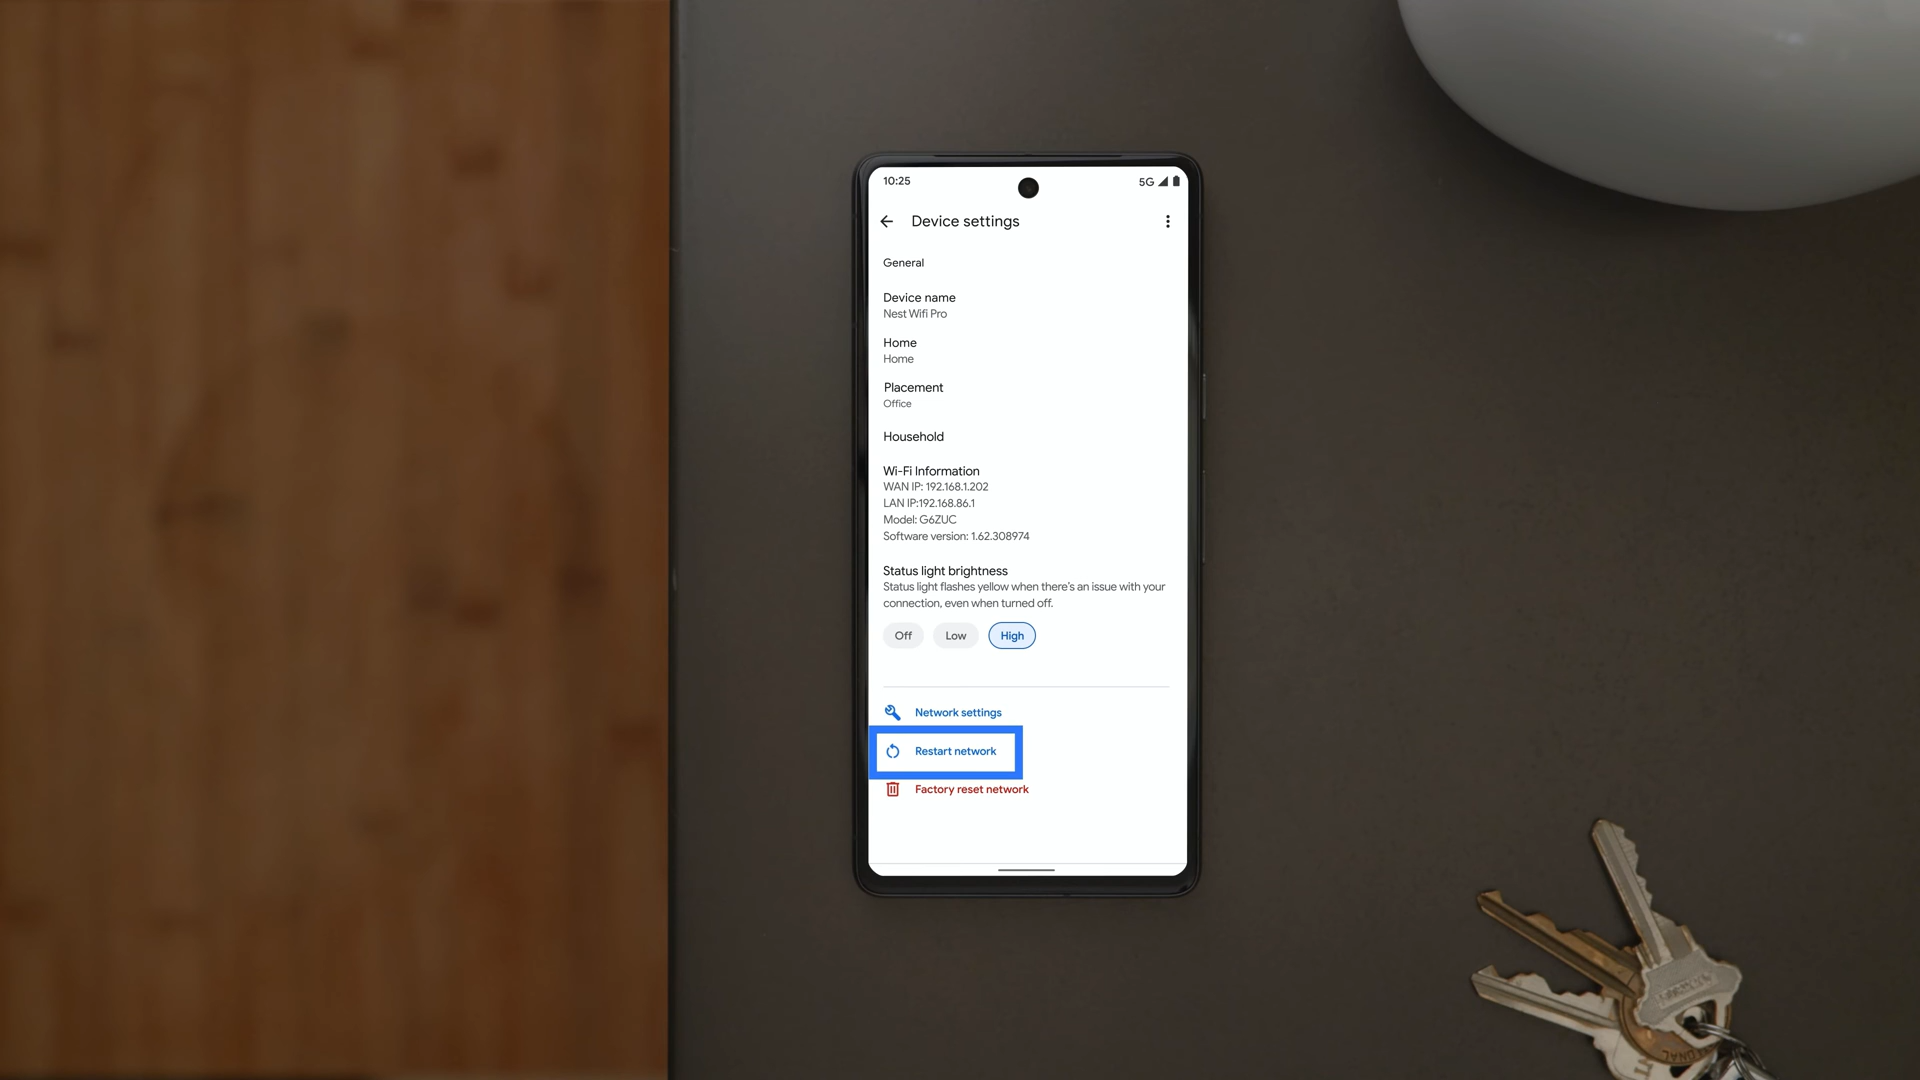 10:25
5G
Device settings
General
Device name
Nest Wifi Pro
Home
Home
Placement
Office
Household
Wi-Fi Information
WAN IP: 192.168.1.202
LAN IP:192.168.86.1
Model: G6ZUC
Software version: 1.62.308974
Status light brightness
Status light flashes yellow when there's an issue with your
connection, even when turned off.
Off Low High
Network settings
Restart network
Factory reset network